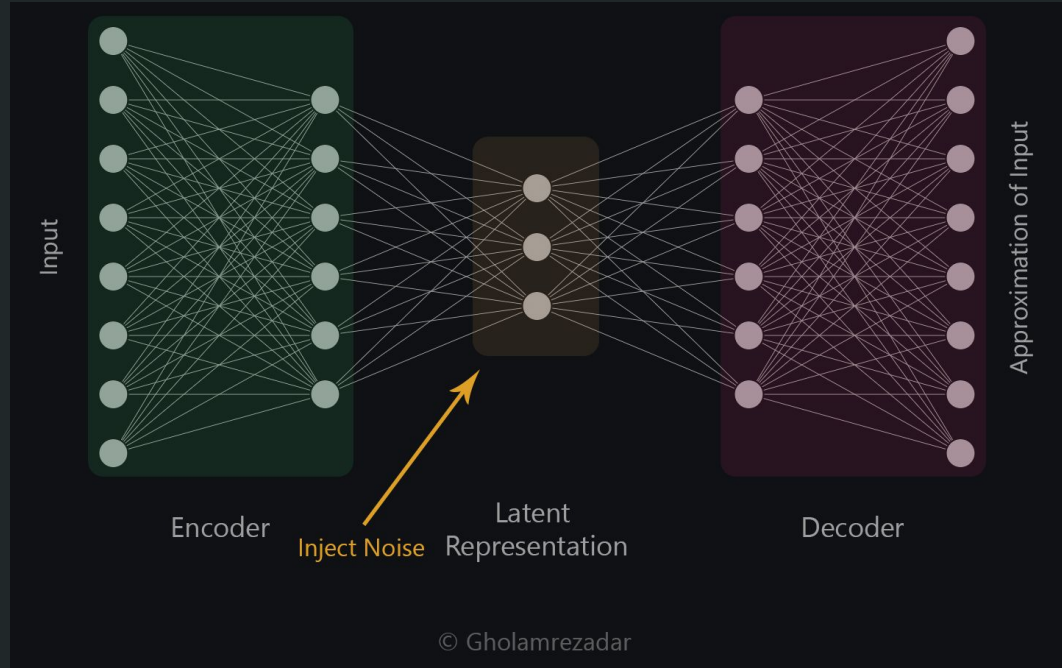 Input
Approximation of Input
Encoder
Inject Noise
Latent
Representation
Decoder
© Gholamrezadar